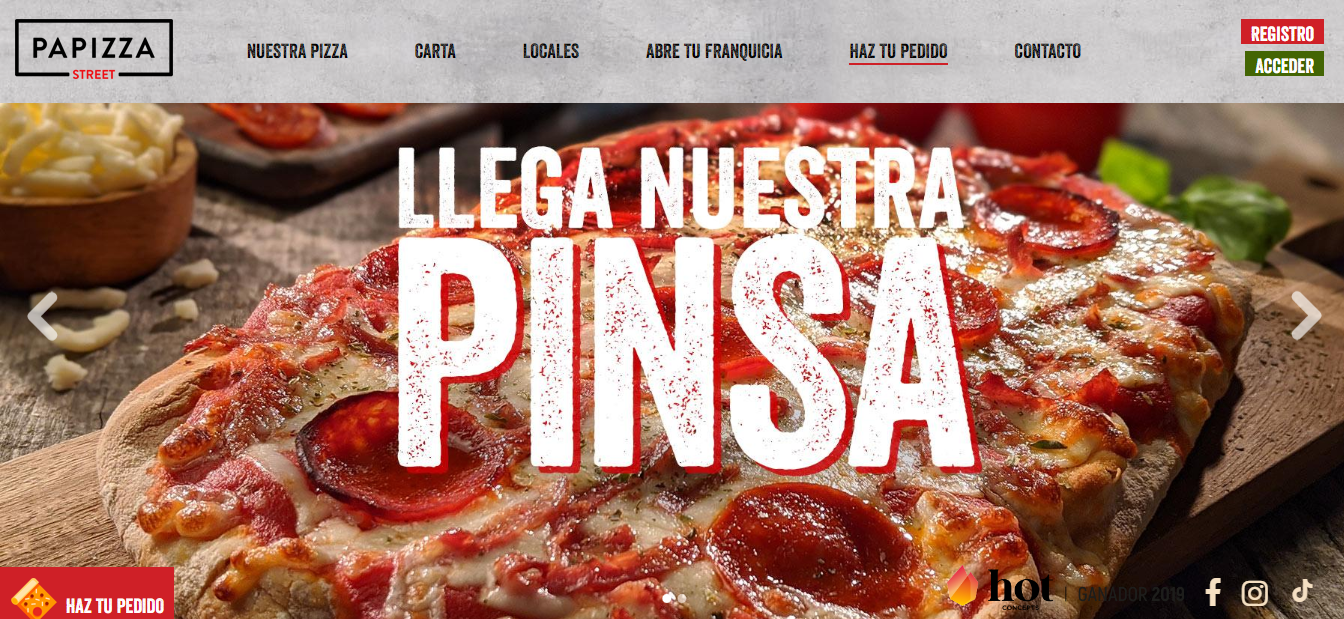 PAPIZZA
STREET
NUESTRA PIZZA
CARTA
LOCALES
ABRE TU FRANQUICIA
HAZ TU PEDIDO
CONTACTO
REGISTRO
ACCEDER
LLEGA NUESTRA
PINSA
HAZ TU PEDIDO
hot
CONCEPTS
| GANADOR 2019